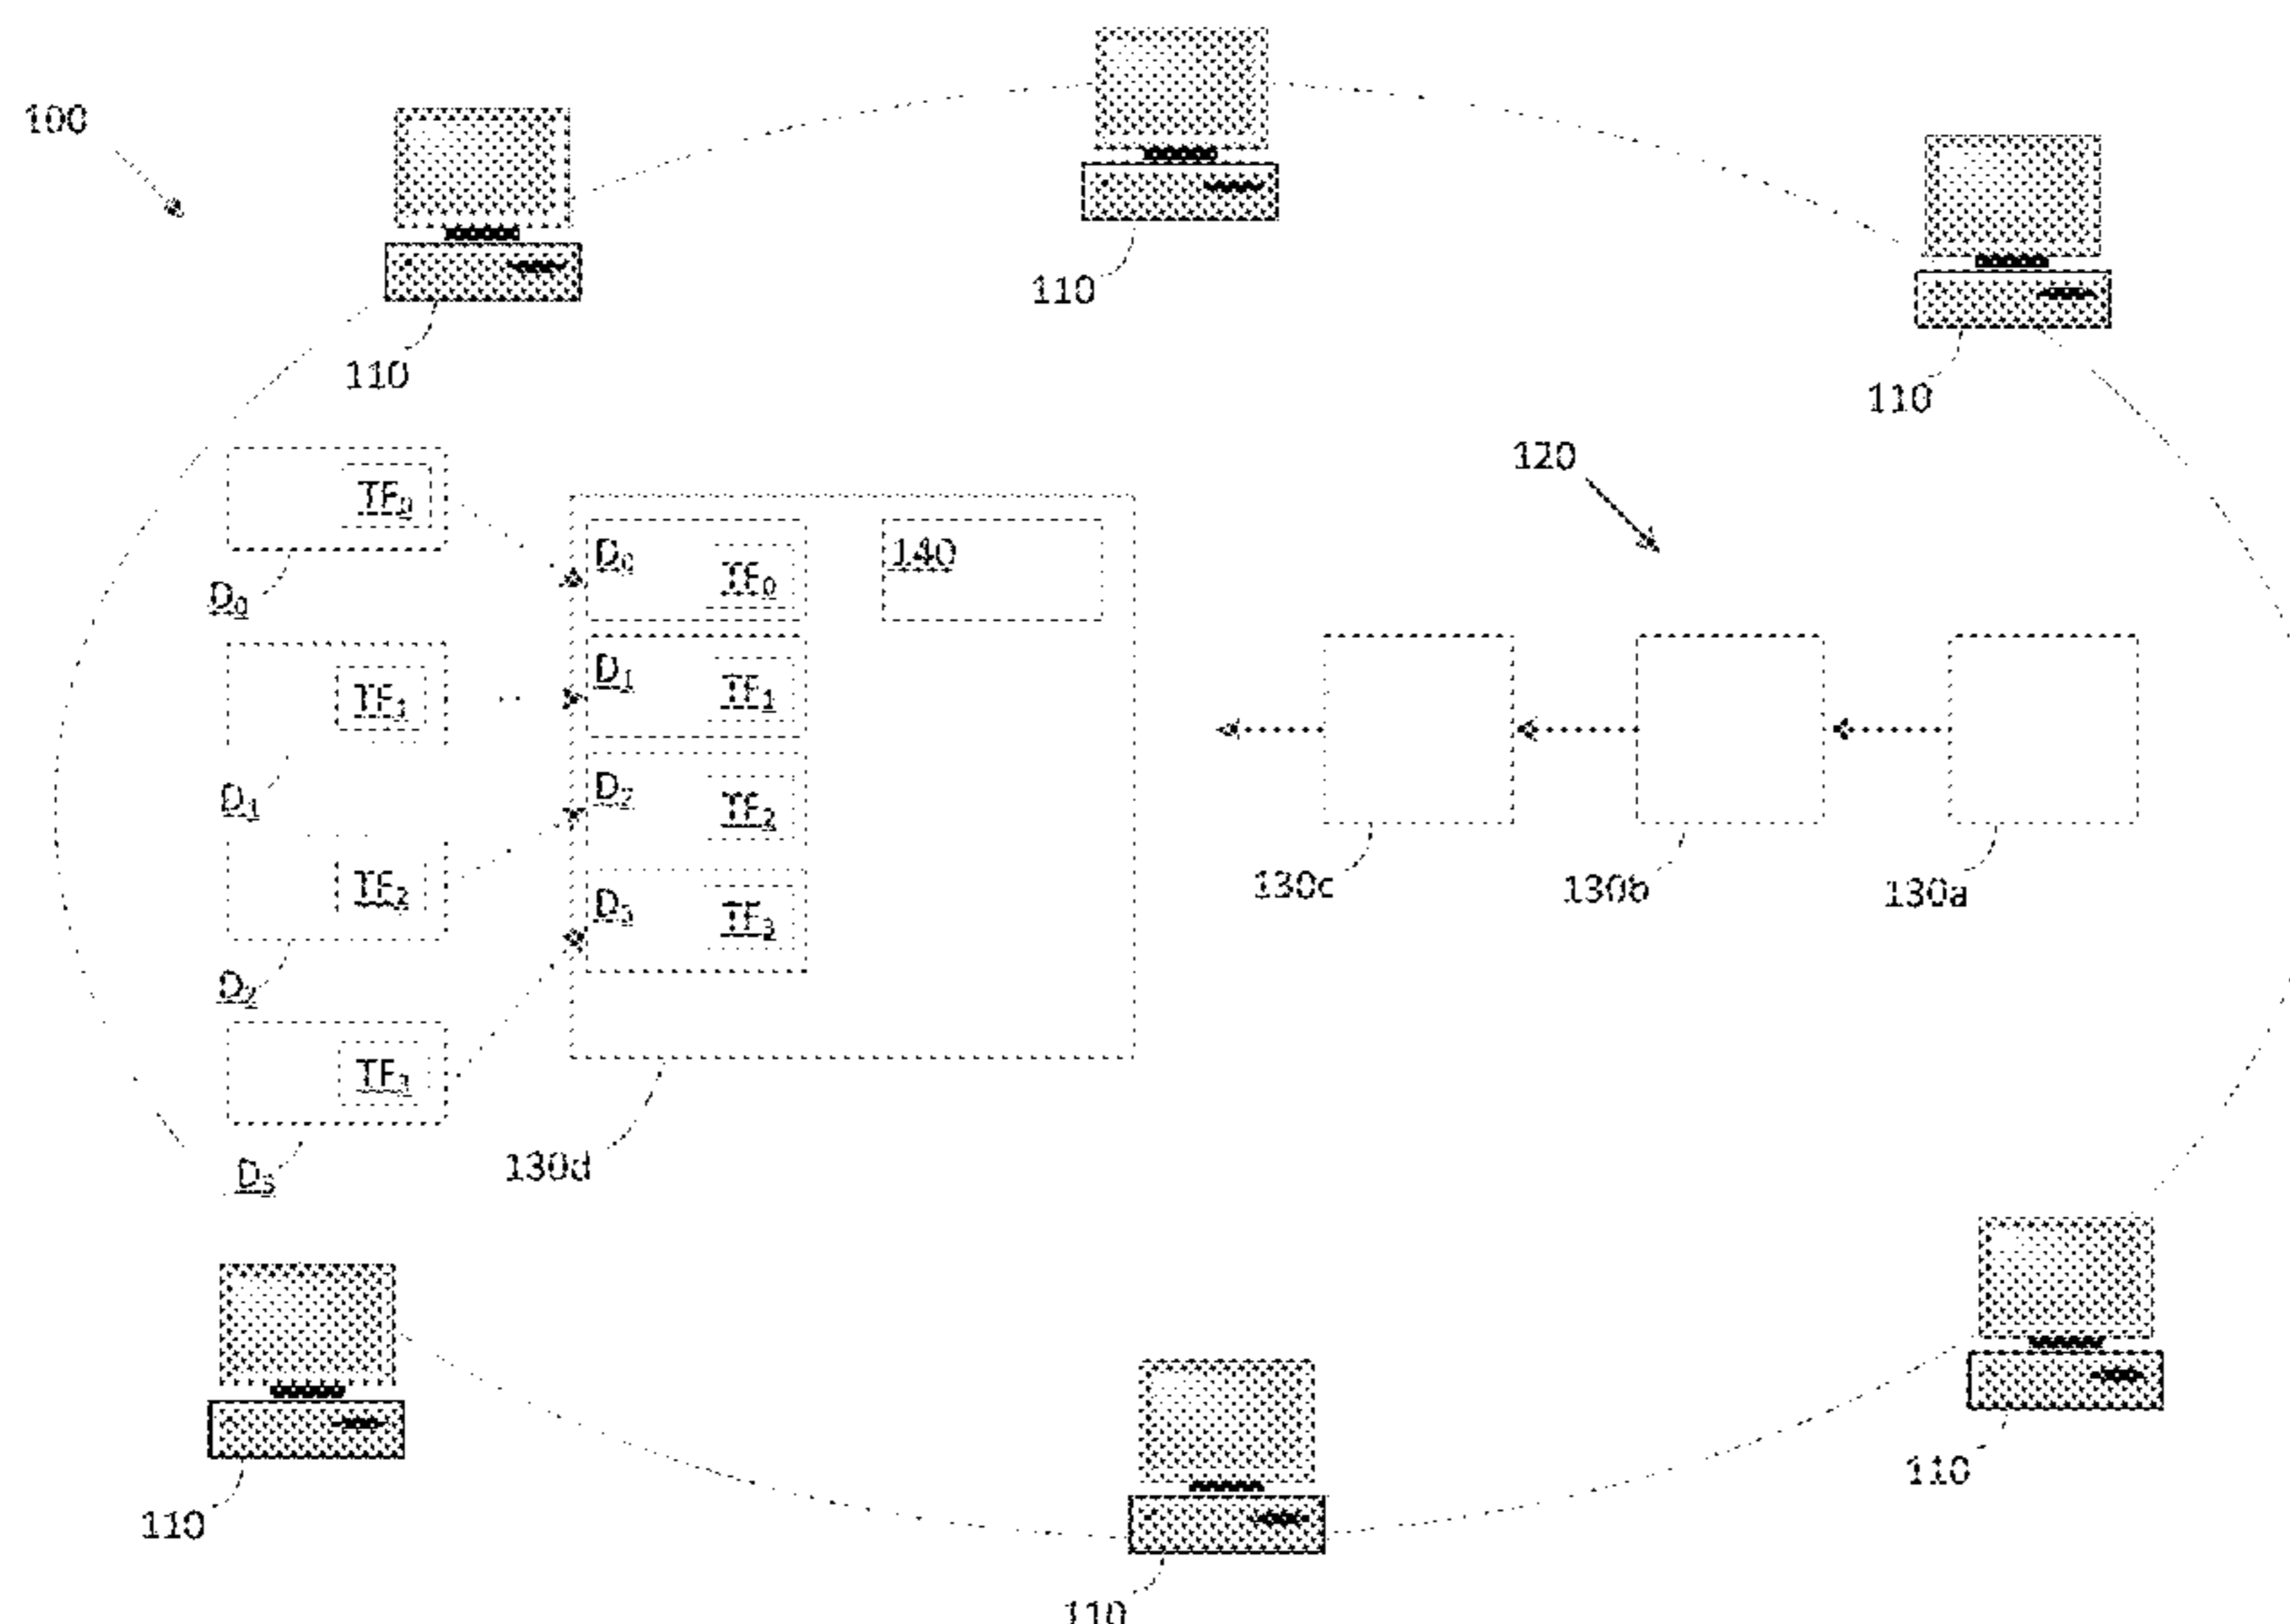 100
110
110
110
120
TF₀
D₀
TF₀
140
D₀
TF₁
D₁
TF₁
D₁
TF₂
D₂
TF₂
130c
130b
130a
D₂
D₃
TF₃
TF₃
D₃
130d
110
110
110